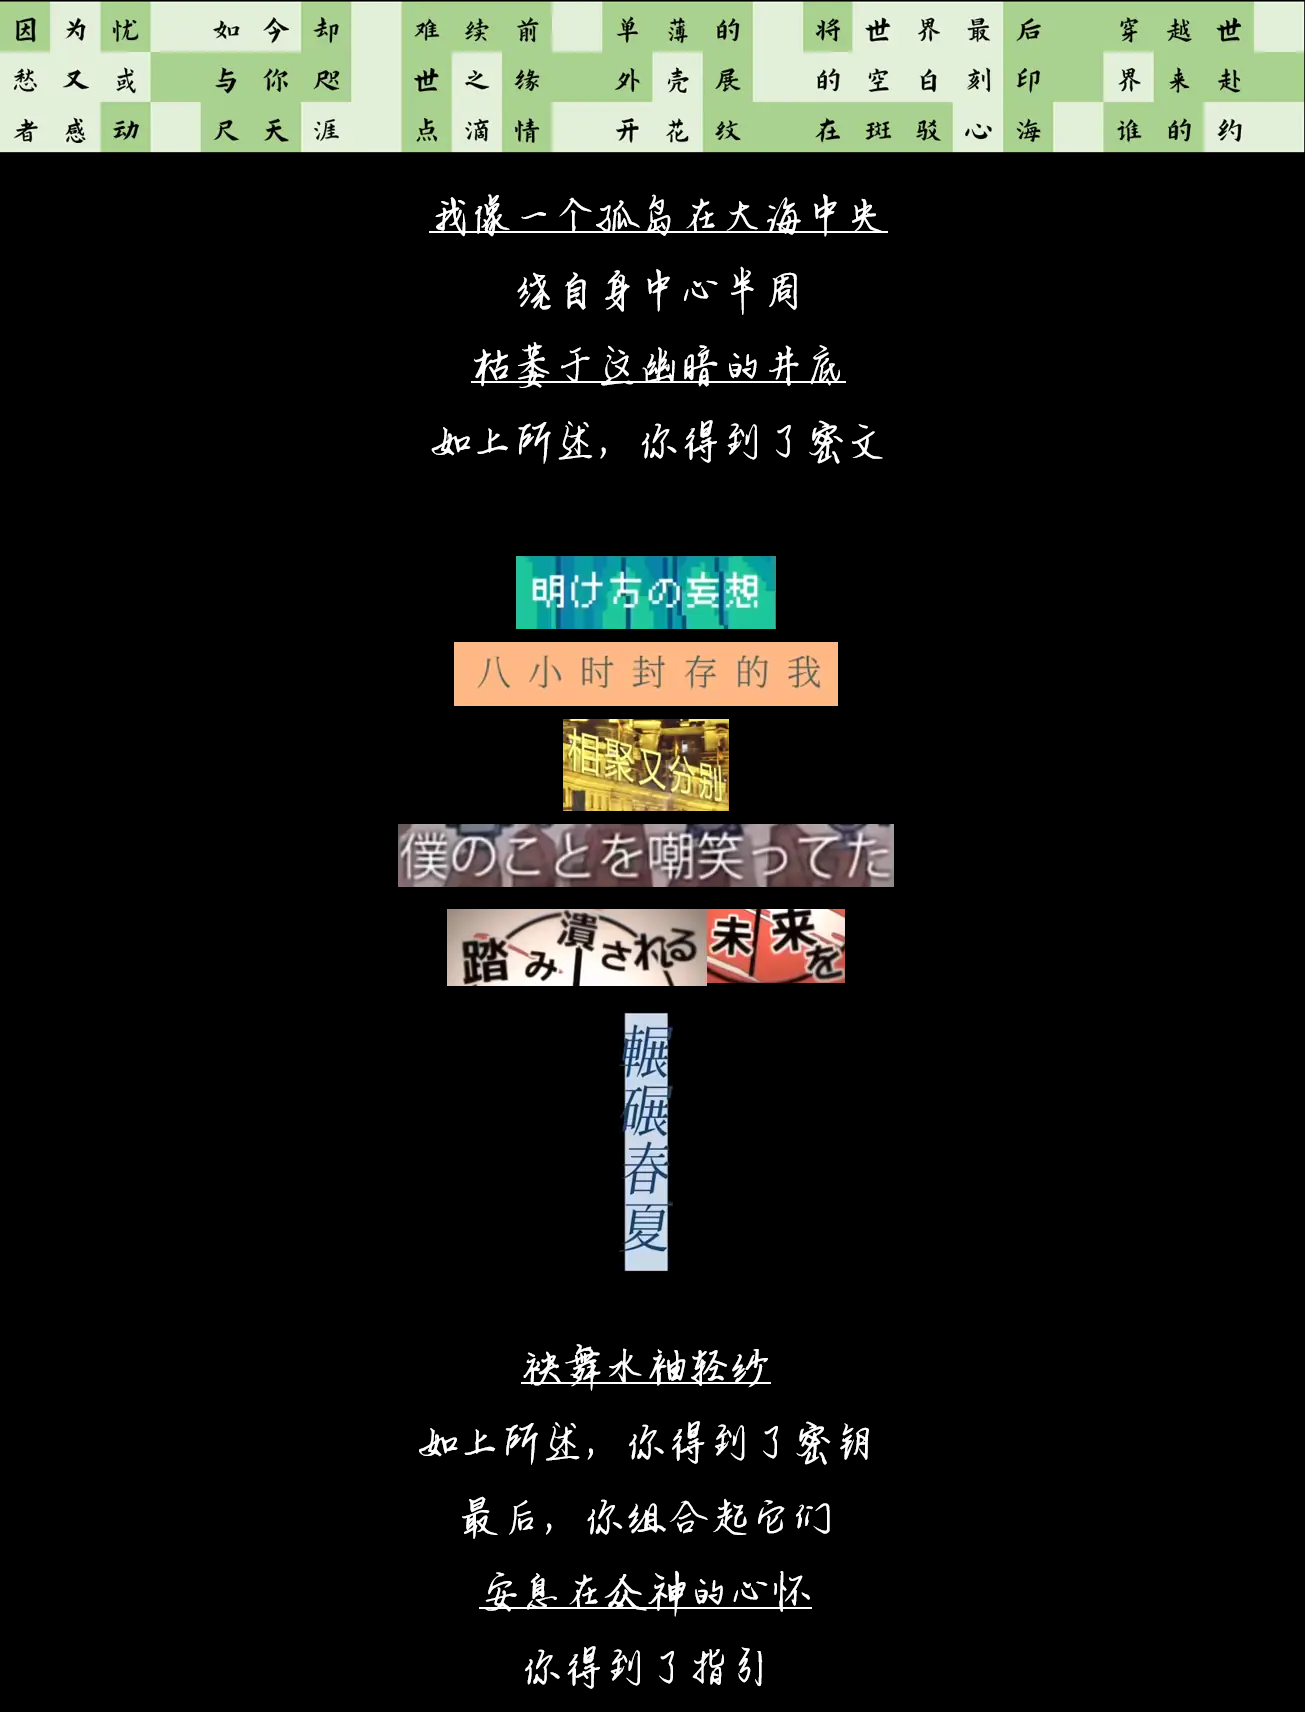 因为忧 如今却 难续前 单薄的 将世界最后 穿越世
愁又或 与你咫 世之缘 外壳展 的空白刻印 界来赴
者感动 尺天涯 点滴情 开花纹 在斑驳心海 谁的约
我像一个孤岛在大海中央
绕自身中心半周
枯萎于这幽暗的井底
如上所述，你得到了密文
明け方の妄想
八小时封存的我
相聚又分别
僕のことを嘲笑ってた
踏み潰される未来を
輾碾春夏
袂舞水袖轻纱
如上所述，你得到了密钥
最后，你组合起它们
安息在众神的心怀
你得到了指引